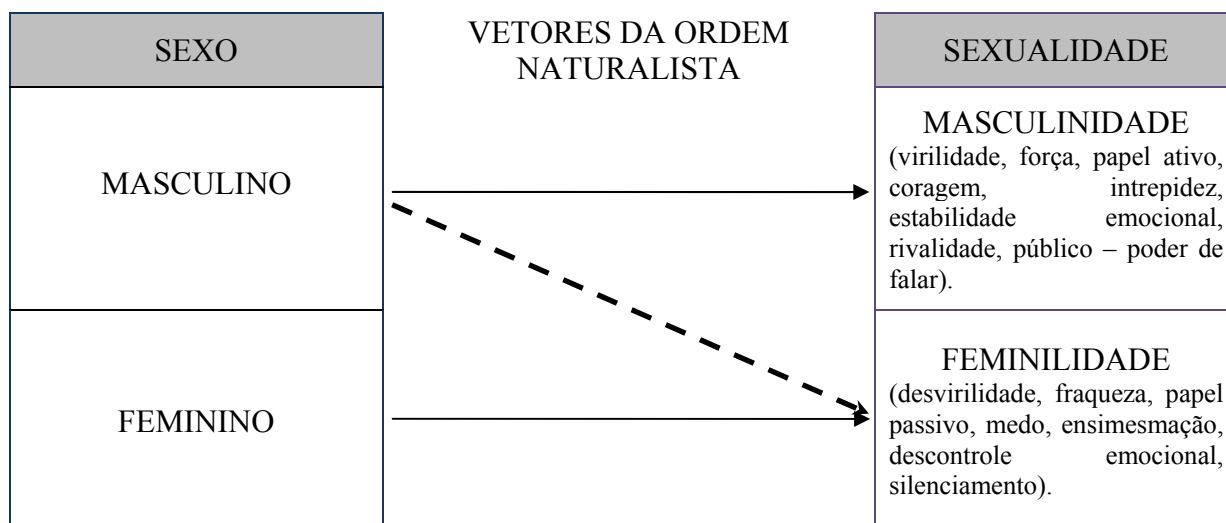 SEXO
VETORES DA ORDEM
NATURALISTA
SEXUALIDADE
MASCULINO
MASCULINIDADE
(virilidade, força, papel ativo,
coragem, intrepidez,
estabilidade emocional,
rivalidade, público – poder de
falar).
FEMININO
FEMINILIDADE
(desvirilidade, fraqueza, papel
passivo, medo, ensimesmação,
descontrole emocional,
silenciamento).